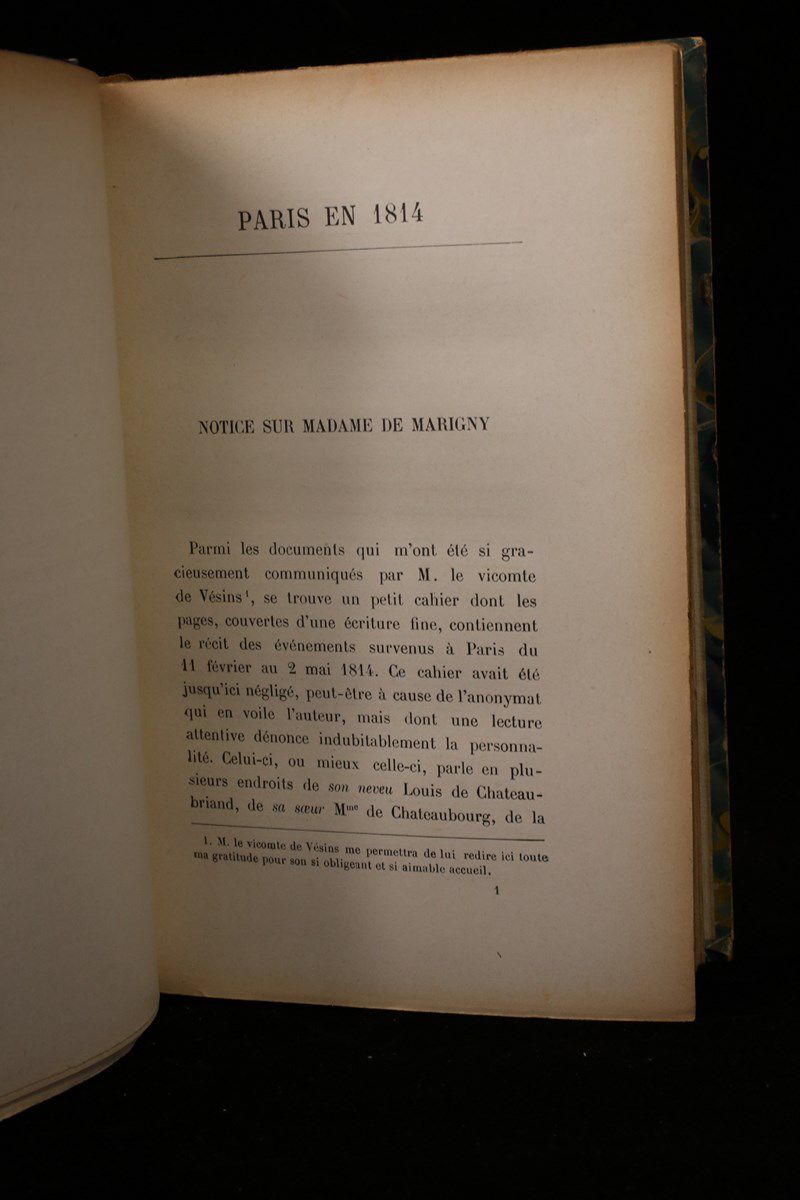 PARIS EN 1814
NOTICE SUR MADAME DE MARIGNY
Parmi les documents qui m'ont été si gra-
cieusement communiqués par M. le vicomte
de Vésins¹, se trouve un petit cahier dont les
pages, couvertes d'une écriture fine, contiennent
le récit des événements survenus à Paris du
11 février au 2 mai 1814. Ce cahier avait été
jusqu'ici négligé, peut-être à cause de l'anonymat
qui en voile l'auteur, mais dont une lecture
attentive dénonce indubitablement la personna-
lité. Celui-ci, ou mieux celle-ci, parle en plu-
sieurs endroits de son neveu Louis de Chateau-
briand, de sa sœur Mᵐᵉ de Chateaubourg, de la
1. M. le vicomte de Vésins me permettra de lui redire ici toute
ma gratitude pour son si obligeant et si aimable accueil.
1